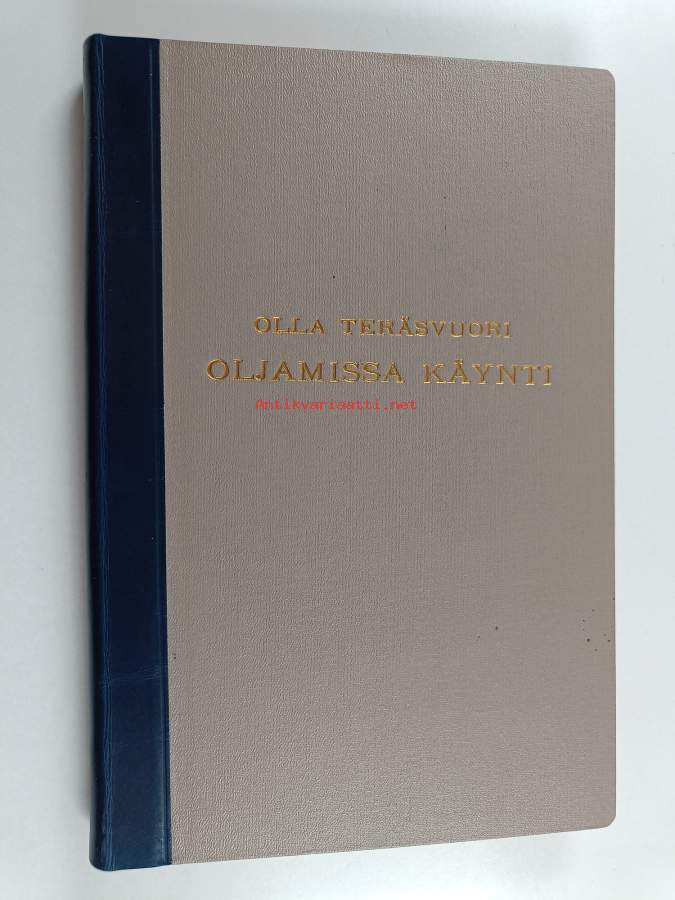 OLLA TERÄSVUORI
OLJAMISSA KÄYNTI
Antikvariaatti.net